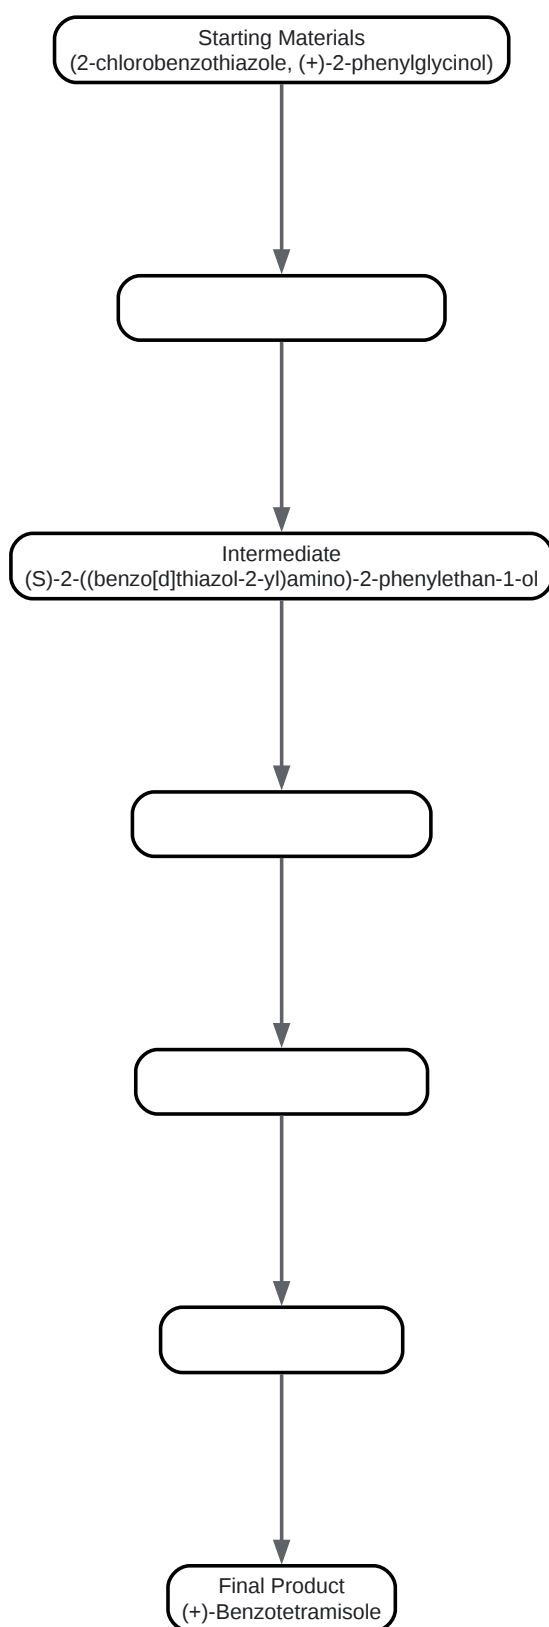 Starting Materials
(2-chlorobenzothiazole, (+)-2-phenylglycinol)
Intermediate
(S)-2-((benzo[d]thiazol-2-yl)amino)-2-phenylethan-1-ol
Final Product
(+)-Benzotetramisole